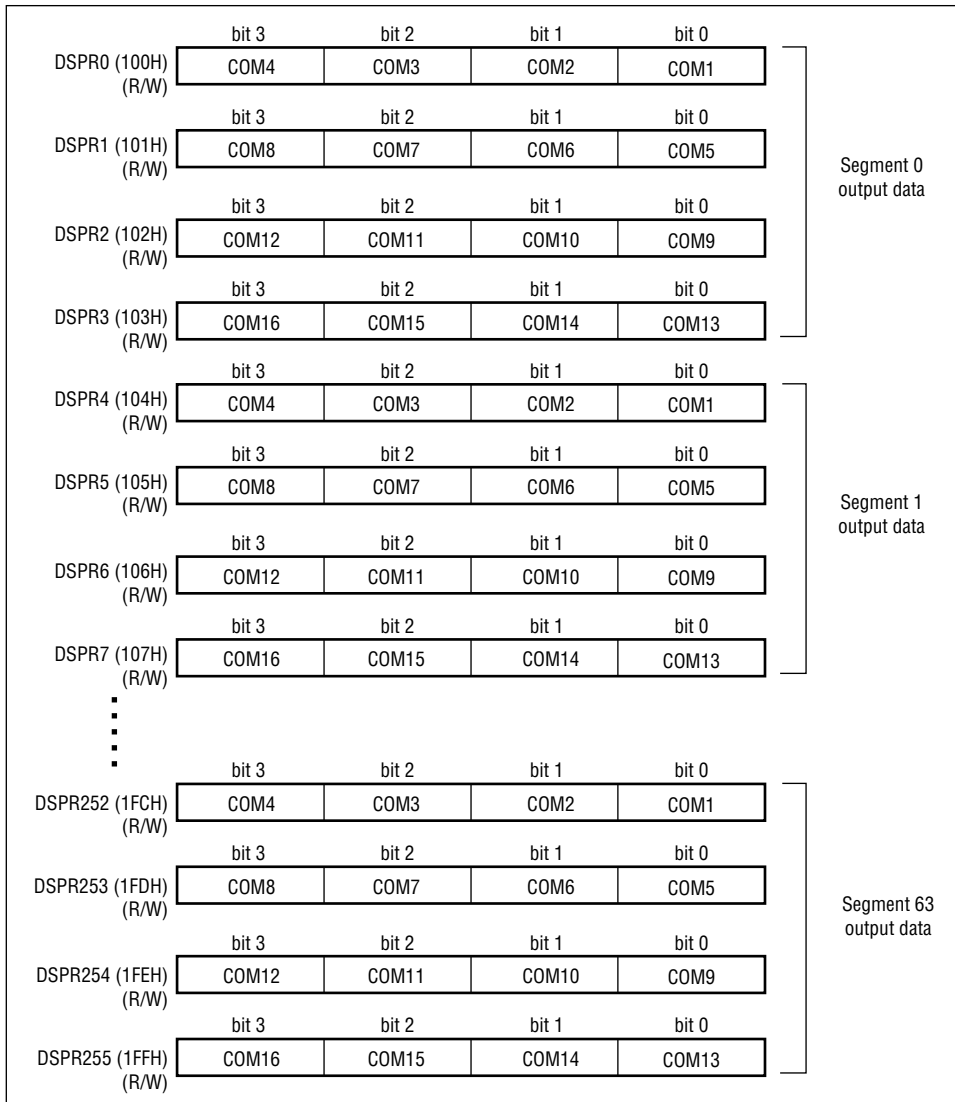 bit 3 bit 2 bit 1 bit 0
DSPR0 (100H) COM4 COM3 COM2 COM1
(R/W)
bit 3 bit 2 bit 1 bit 0
DSPR1 (101H) COM8 COM7 COM6 COM5
(R/W)
Segment 0
output data
bit 3 bit 2 bit 1 bit 0
DSPR2 (102H) COM12 COM11 COM10 COM9
(R/W)
bit 3 bit 2 bit 1 bit 0
DSPR3 (103H) COM16 COM15 COM14 COM13
(R/W)
bit 3 bit 2 bit 1 bit 0
DSPR4 (104H) COM4 COM3 COM2 COM1
(R/W)
bit 3 bit 2 bit 1 bit 0
DSPR5 (105H) COM8 COM7 COM6 COM5
(R/W)
Segment 1
output data
bit 3 bit 2 bit 1 bit 0
DSPR6 (106H) COM12 COM11 COM10 COM9
(R/W)
bit 3 bit 2 bit 1 bit 0
DSPR7 (107H) COM16 COM15 COM14 COM13
(R/W)
bit 3 bit 2 bit 1 bit 0
DSPR252 (1FCH) COM4 COM3 COM2 COM1
(R/W)
bit 3 bit 2 bit 1 bit 0
DSPR253 (1FDH) COM8 COM7 COM6 COM5
(R/W)
Segment 63
output data
bit 3 bit 2 bit 1 bit 0
DSPR254 (1FEH) COM12 COM11 COM10 COM9
(R/W)
bit 3 bit 2 bit 1 bit 0
DSPR255 (1FFH) COM16 COM15 COM14 COM13
(R/W)